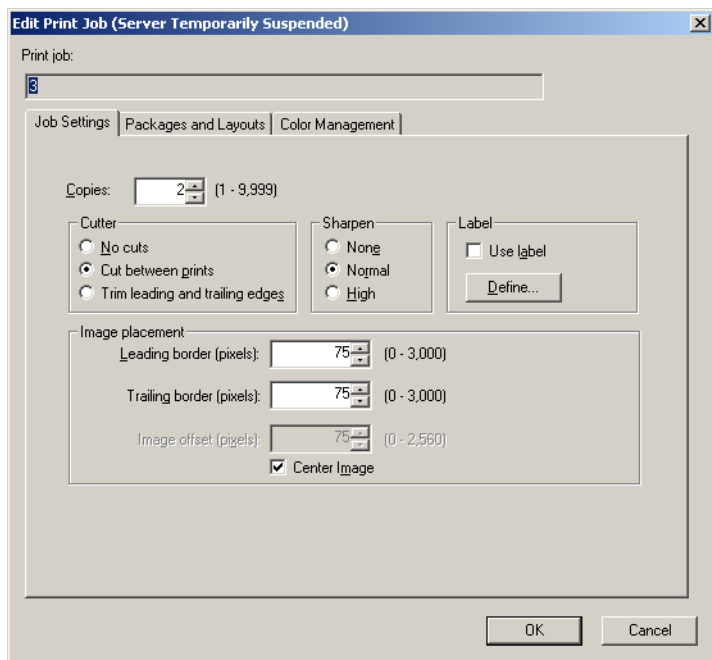 Edit Print Job (Server Temporarily Suspended)
Print job:
3
Job Settings Packages and Layouts Color Management
Copies: 2 (1 - 9,999)
Cutter Sharpen Label
No cuts None Use label
Cut between prints Normal Define...
Trim leading and trailing edges High
Image placement
Leading border (pixels): 75 (0 - 3,000)
Trailing border (pixels): 75 (0 - 3,000)
Image offset (pixels): 75 (0 - 2,560)
Center Image
OK Cancel